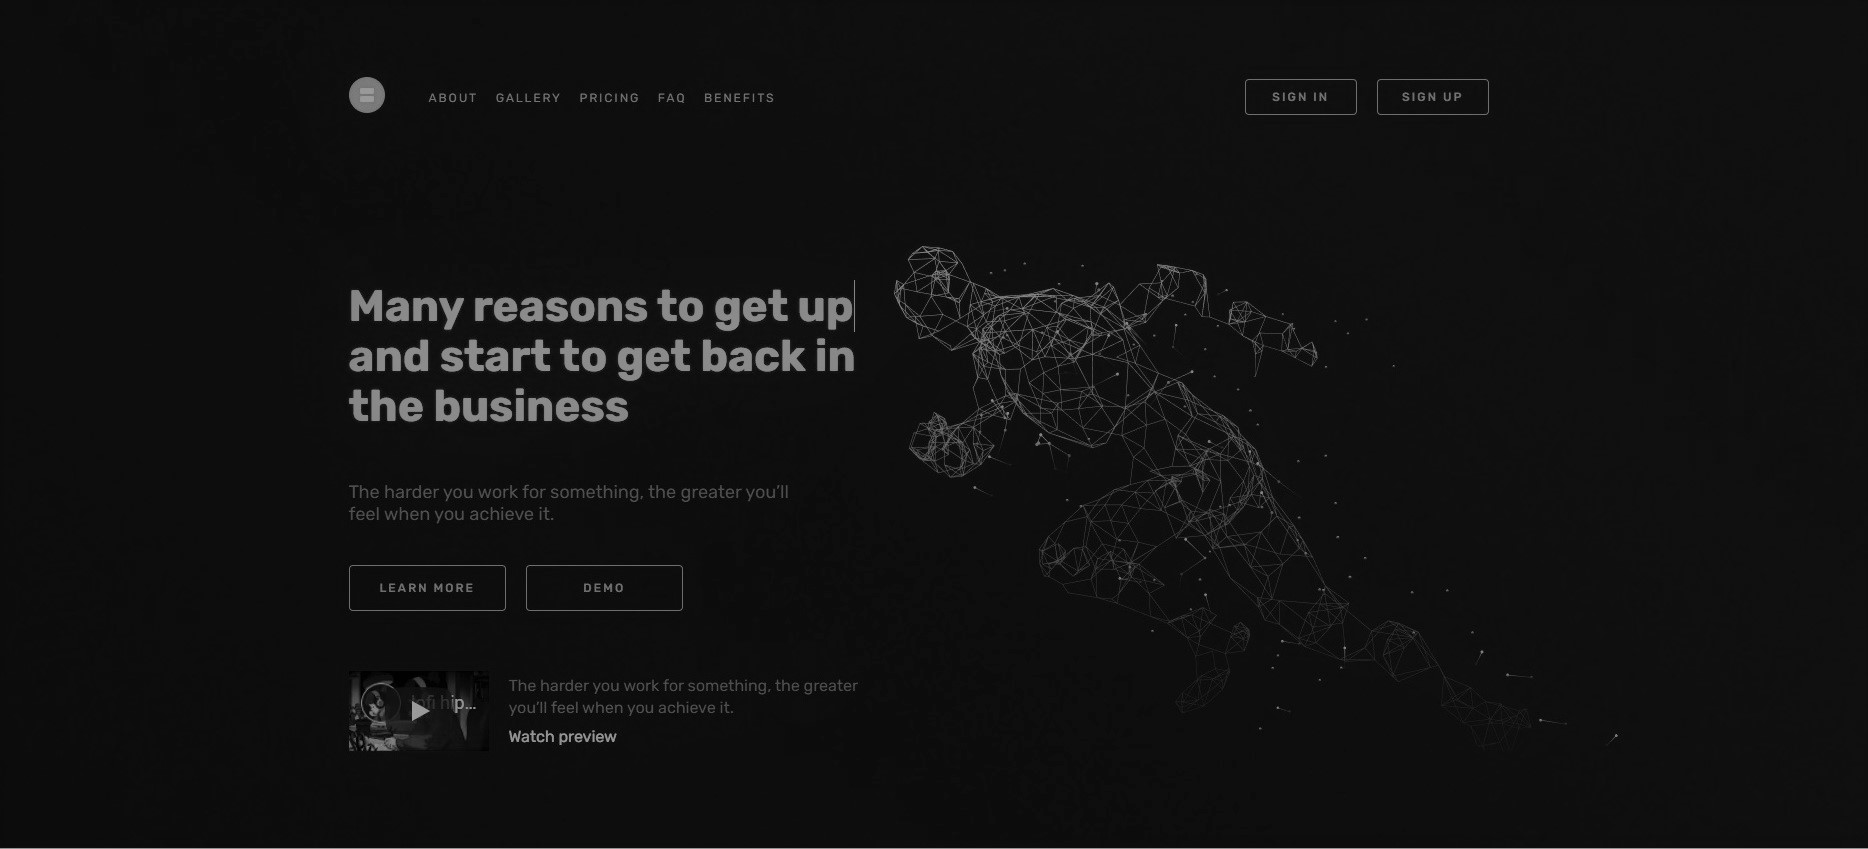 ABOUT GALLERY PRICING FAQ BENEFITS SIGN IN SIGN UP
Many reasons to get up
and start to get back in
the business
The harder you work for something, the greater you'll
feel when you achieve it.
LEARN MORE DEMO
lofi hip...
The harder you work for something, the greater
you'll feel when you achieve it.
Watch preview